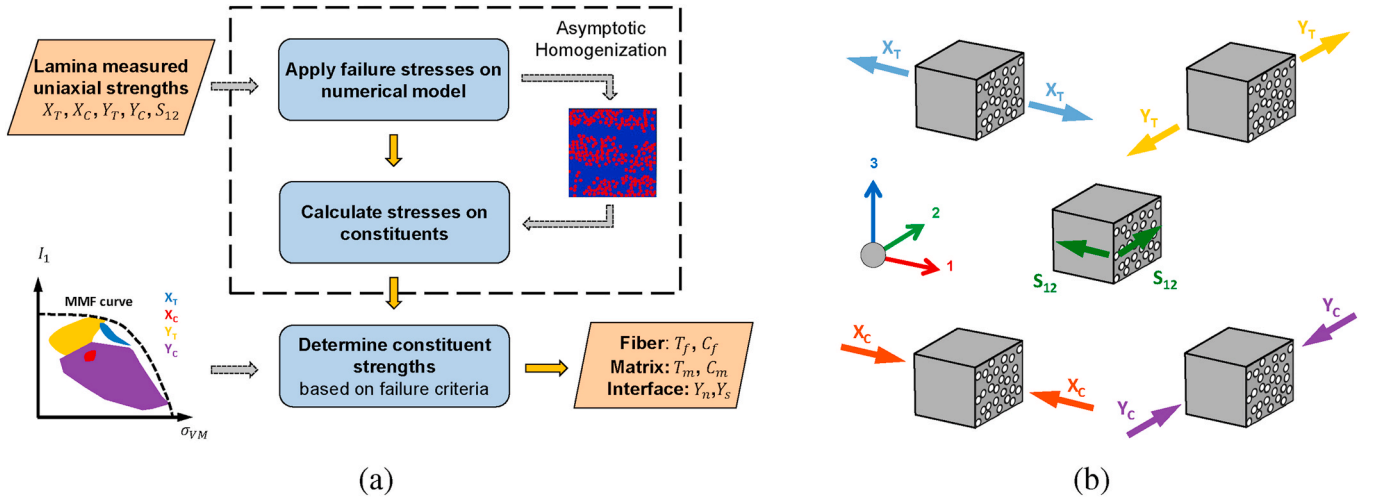 Lamina measured
uniaxial strengths
X_T, X_C, Y_T, Y_C, S_12
Apply failure stresses on
numerical model
Asymptotic
Homogenization
Calculate stresses on
constituents
I_1
MMF curve
X_T
X_C
Y_T
Y_C
σ_VM
Determine constituent
strengths
based on failure criteria
Fiber: T_f, C_f
Matrix: T_m, C_m
Interface: Y_n,Y_s
(a)
X_T
X_T
Y_T
Y_T
3
2
1
S_12
S_12
X_C
X_C
Y_C
Y_C
(b)